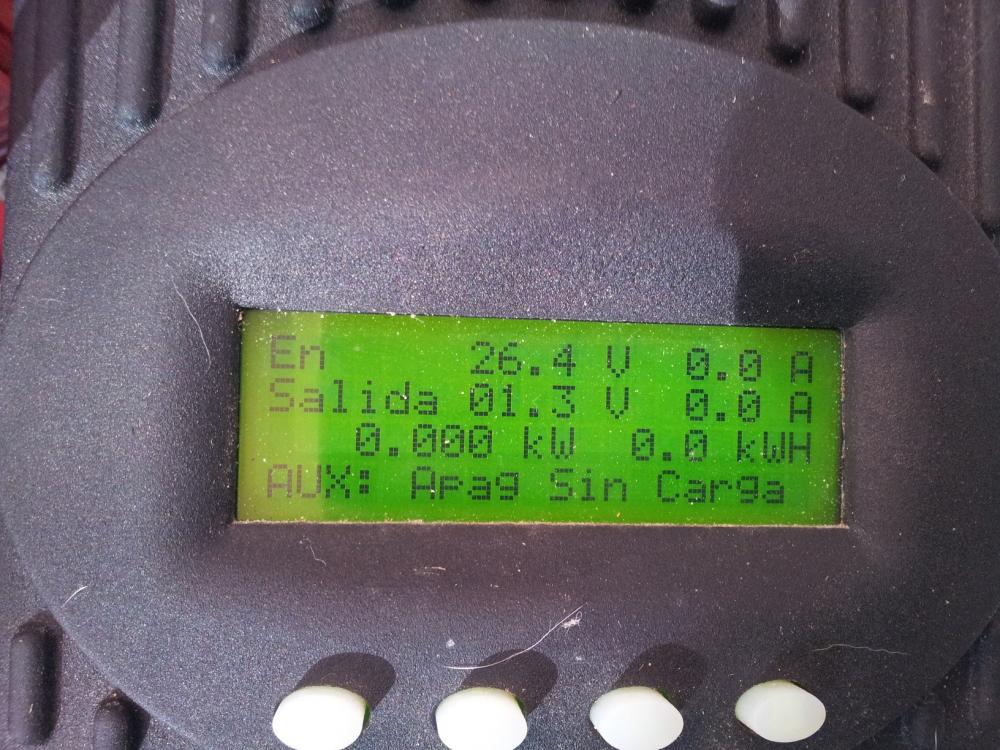 En 26.4 V 0.0 A
Salida 01.3 V 0.0 A
0.000 kW 0.0 kWH
AUX: Apag Sin Carga